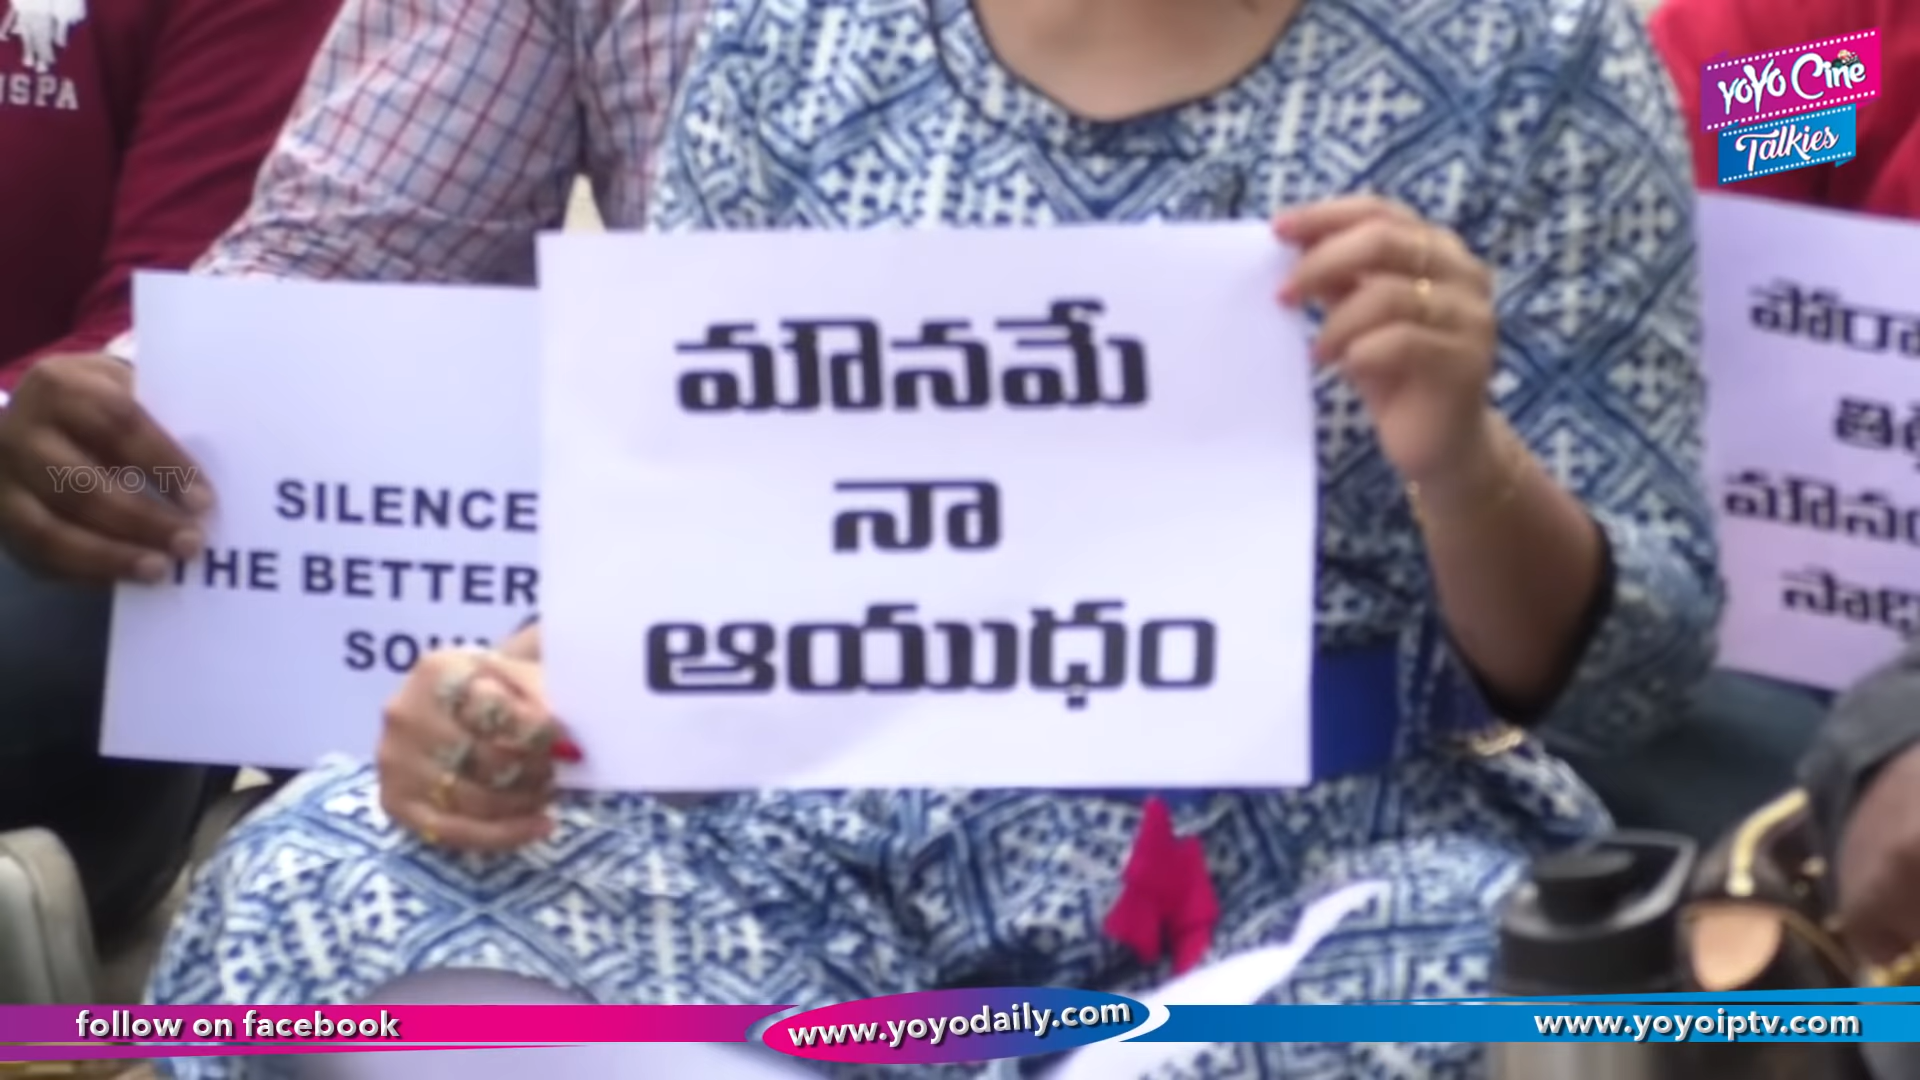 NSPA
YOYO Cine
Talkies
మౌనమే
నా
ఆయుధం
YOYO TV
SILENCE
THE BETTER
మౌనం
follow on facebook
www.yoyodaily.com
www.yoyoiptv.com